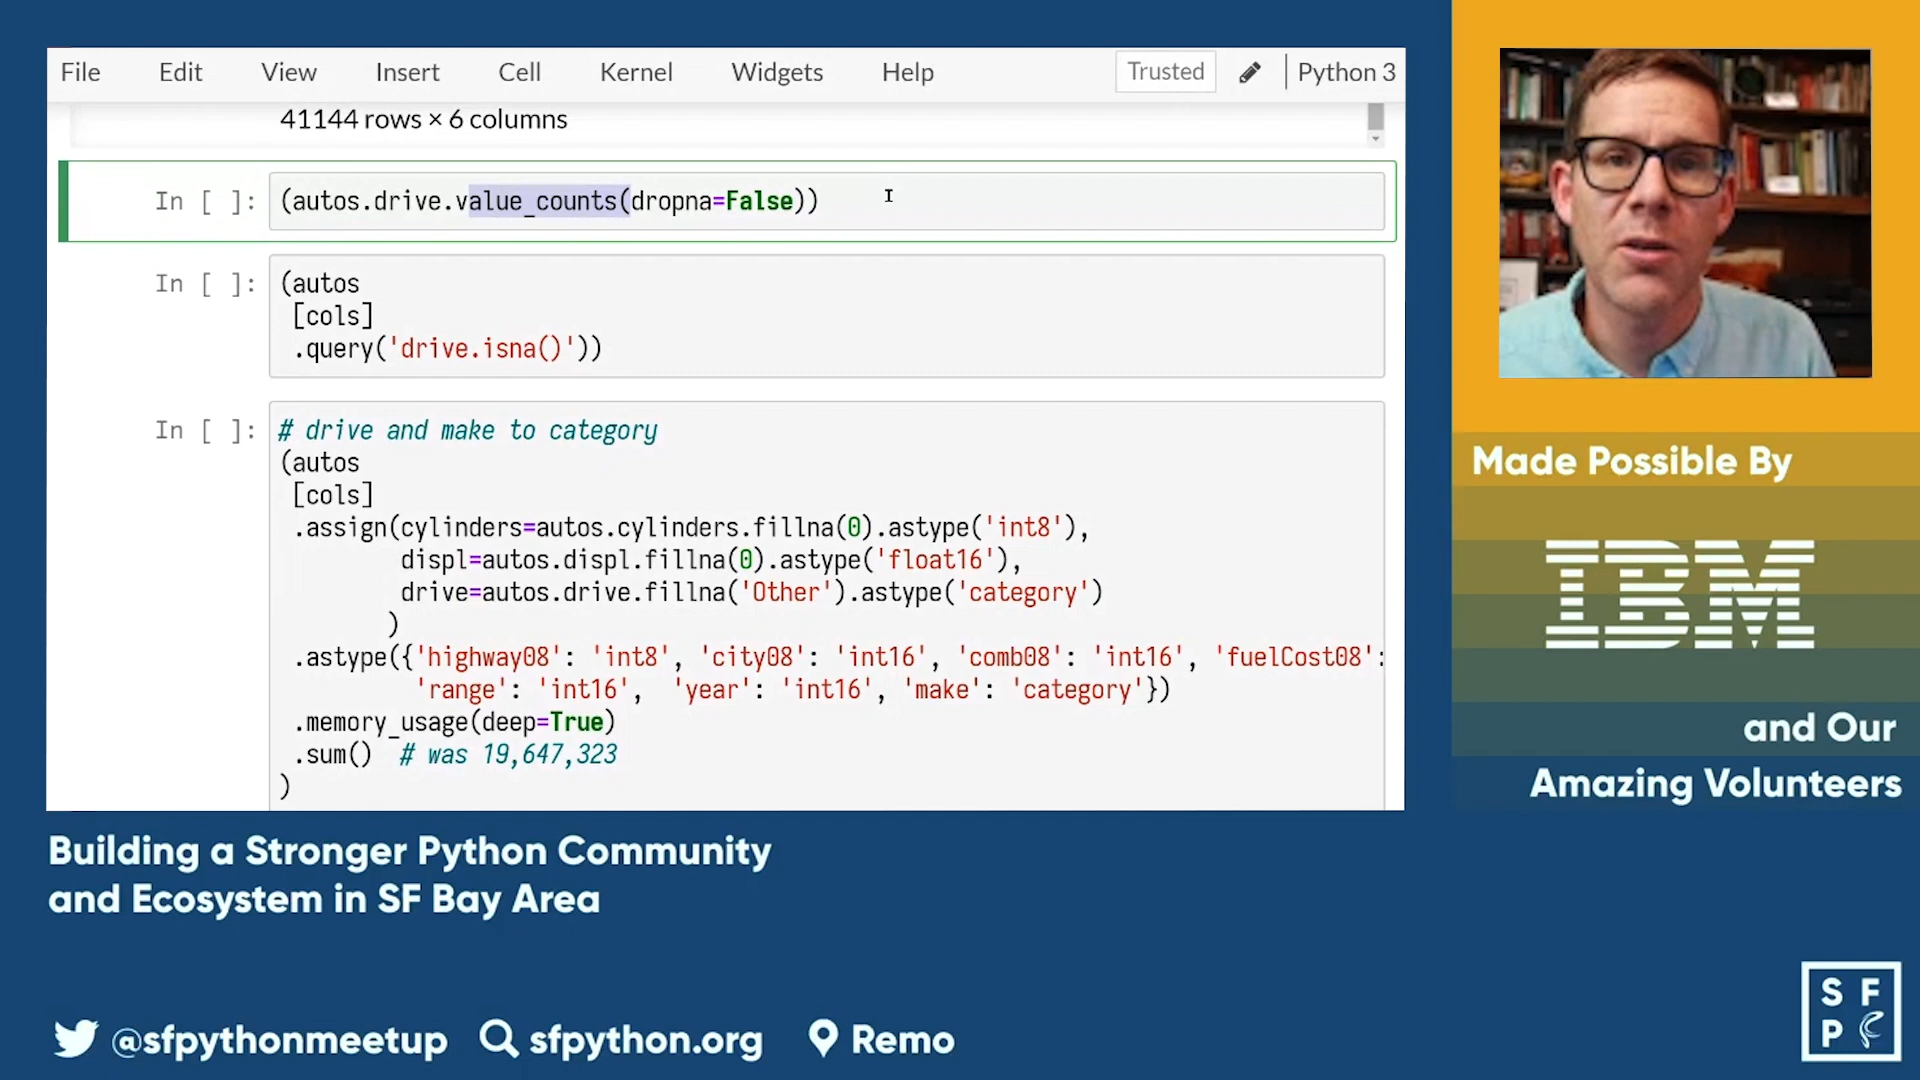 File Edit View Insert Cell Kernel Widgets Help Trusted Python 3
41144 rows × 6 columns
In [ ]: (autos.drive.value_counts(dropna=False))
In [ ]: (autos
[cols]
.query('drive.isna()'))
In [ ]: # drive and make to category
(autos
[cols]
.assign(cylinders=autos.cylinders.fillna(0).astype('int8'),
displ=autos.displ.fillna(0).astype('float16'),
drive=autos.drive.fillna('Other').astype('category')
)
.astype({'highway08': 'int8', 'city08': 'int16', 'comb08': 'int16', 'fuelCost08':
'range': 'int16', 'year': 'int16', 'make': 'category'})
.memory_usage(deep=True)
.sum() # was 19,647,323
)
Made Possible By
IBM
and Our
Amazing Volunteers
Building a Stronger Python Community
and Ecosystem in SF Bay Area
@sfpythonmeetup sfpython.org Remo
S F
P